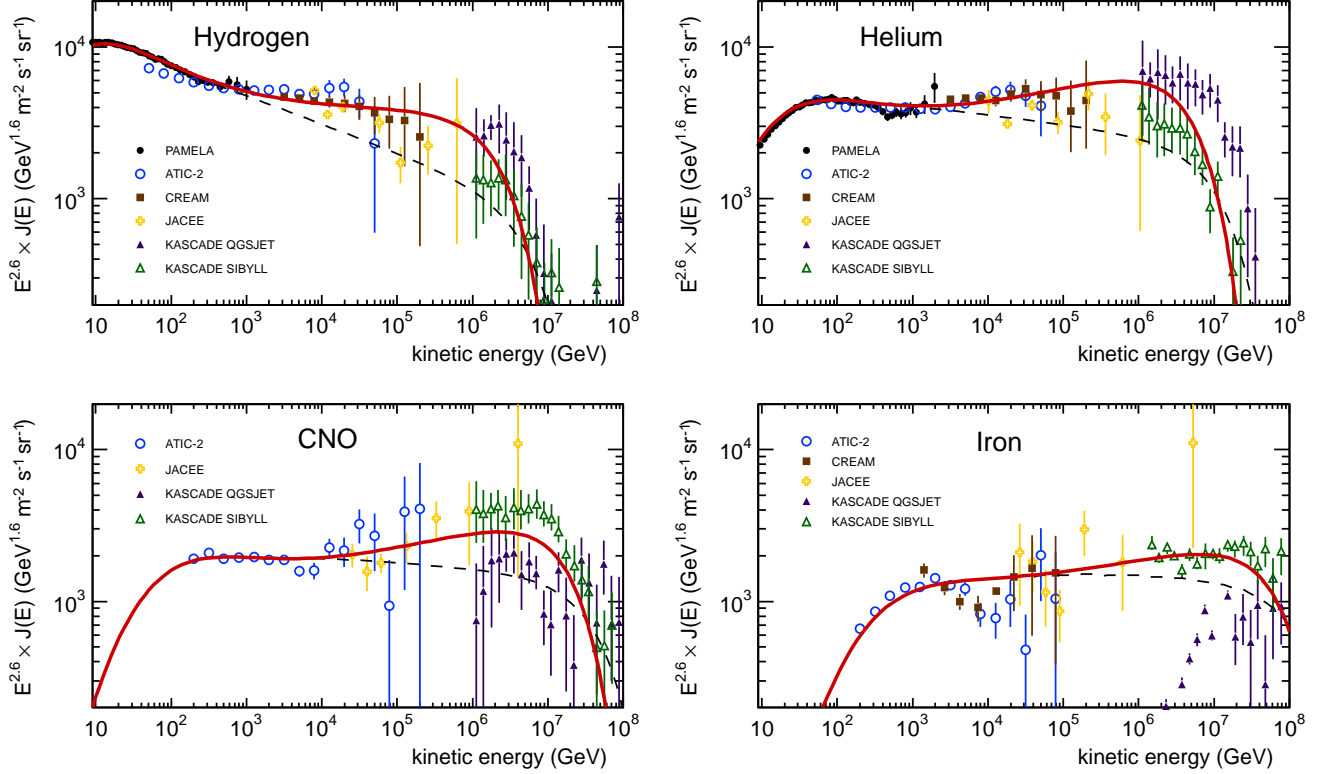 Hydrogen
E^2.6 × J(E) (GeV^1.6 m^-2 s^-1 sr^-1)
10^4
10^3
PAMELA
ATIC-2
CREAM
JACEE
KASCADE QGSJET
KASCADE SIBYLL
10 10^2 10^3 10^4 10^5 10^6 10^7 10^8
kinetic energy (GeV)
Helium
E^2.6 × J(E) (GeV^1.6 m^-2 s^-1 sr^-1)
10^4
10^3
PAMELA
ATIC-2
CREAM
JACEE
KASCADE QGSJET
KASCADE SIBYLL
10 10^2 10^3 10^4 10^5 10^6 10^7 10^8
kinetic energy (GeV)
CNO
E^2.6 × J(E) (GeV^1.6 m^-2 s^-1 sr^-1)
10^4
10^3
ATIC-2
JACEE
KASCADE QGSJET
KASCADE SIBYLL
10 10^2 10^3 10^4 10^5 10^6 10^7 10^8
kinetic energy (GeV)
Iron
E^2.6 × J(E) (GeV^1.6 m^-2 s^-1 sr^-1)
10^4
10^3
ATIC-2
CREAM
JACEE
KASCADE QGSJET
KASCADE SIBYLL
10 10^2 10^3 10^4 10^5 10^6 10^7 10^8
kinetic energy (GeV)